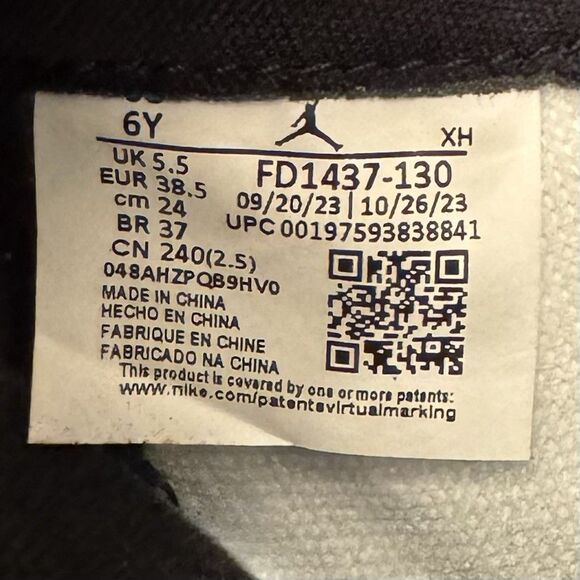 6Y
XH
UK 5.5
EUR 38.5
cm 24
BR 37
CN 240(2.5)
FD1437-130
09/20/23 | 10/26/23
UPC 00197593838841
048AHZPQB9HV0
MADE IN CHINA
HECHO EN CHINA
FABRIQUE EN CHINE
FABRICADO NA CHINA
This product is covered by one or more patents:
www.nike.com/patentsvirtualmarking